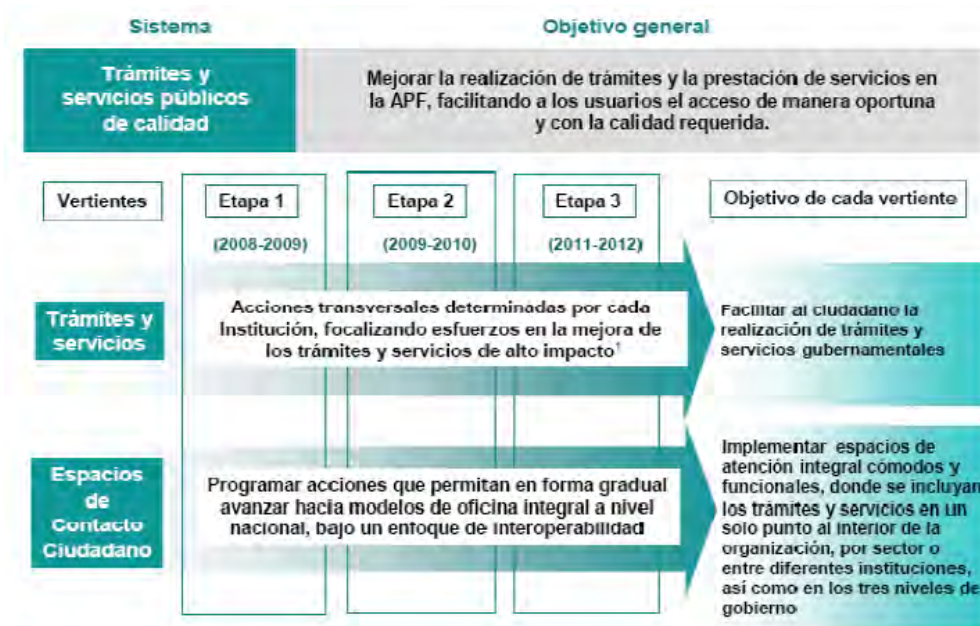 Sistema
Objetivo general
Trámites y
servicios públicos
de calidad
Mejorar la realización de trámites y la prestación de servicios en
la APF, facilitando a los usuarios el acceso de manera oportuna
y con la calidad requerida.
Vertientes
Etapa 1
Etapa 2
Etapa 3
Objetivo de cada vertiente
(2008-2009)
(2009-2010)
(2011-2012)
Trámites y
servicios
Acciones transversales determinadas por cada
Institución, focalizando esfuerzos en la mejora de
los trámites y servicios de alto impacto¹
Facilitar al ciudadano la
realización de trámites y
servicios gubernamentales
Espacios
de
Contacto
Ciudadano
Programar acciones que permitan en forma gradual
avanzar hacia modelos de oficina integral a nivel
nacional, bajo un enfoque de interoperabilidad
Implementar espacios de
atención integral cómodos y
funcionales, donde se incluyan
los trámites y servicios en un
solo punto al interior de la
organización, por sector o
entre diferentes instituciones,
así como en los tres niveles de
gobierno